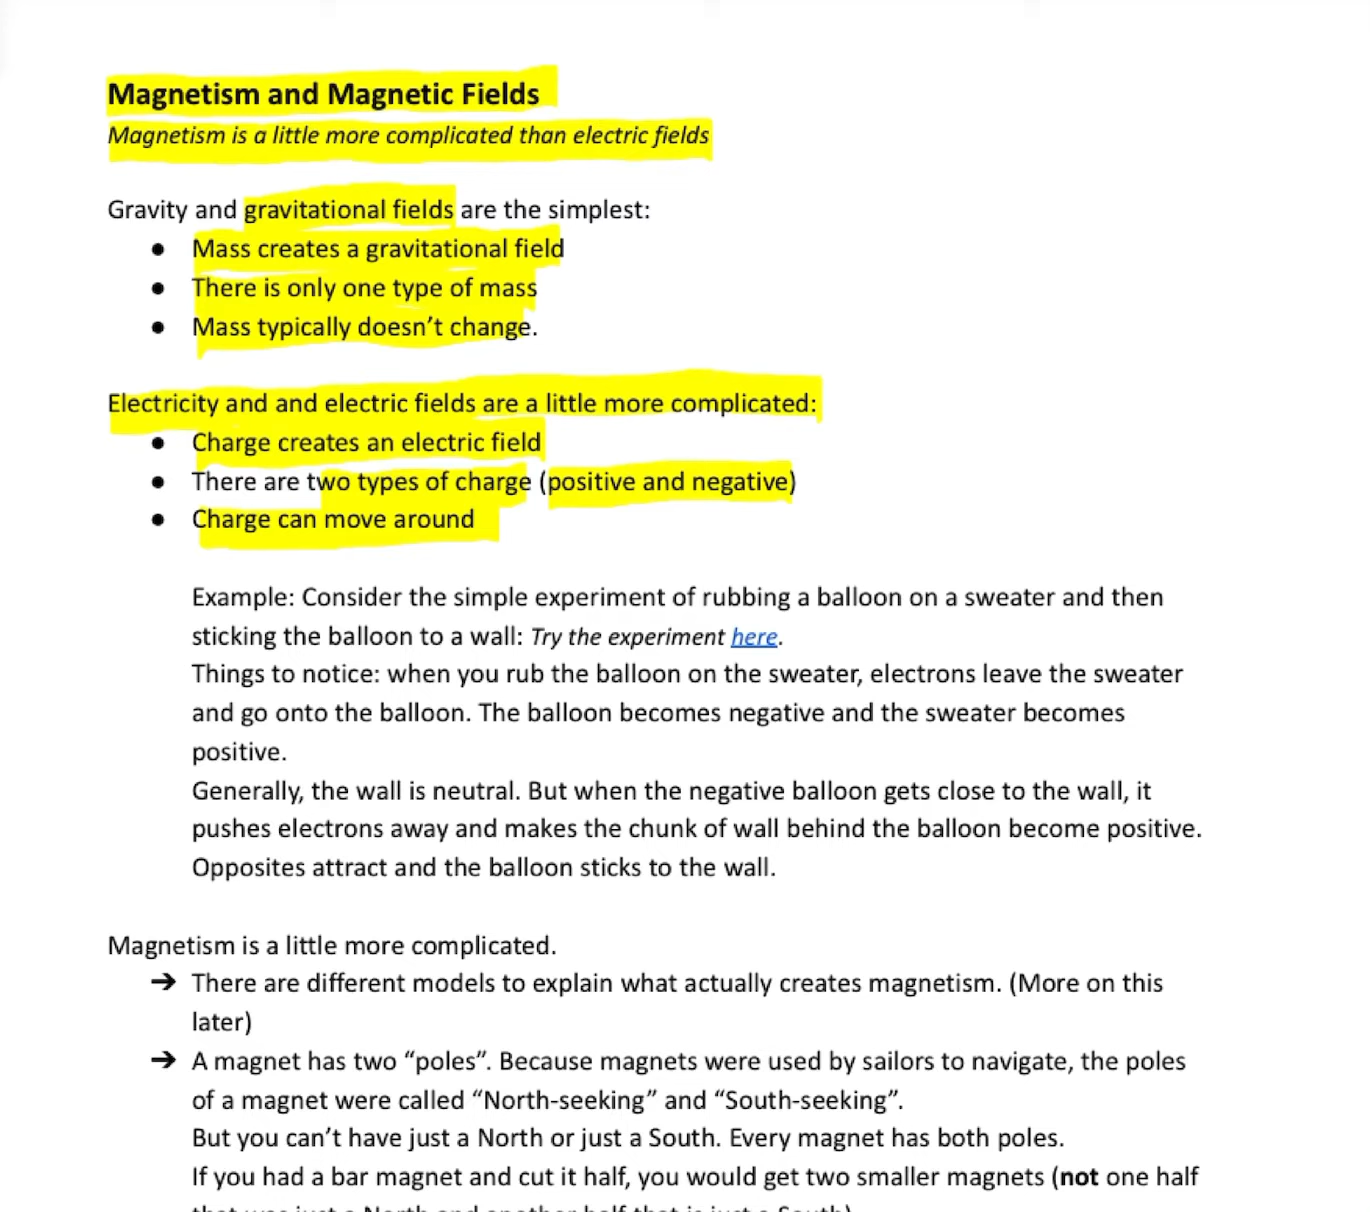 Magnetism and Magnetic Fields
Magnetism is a little more complicated than electric fields
Gravity and gravitational fields are the simplest:
● Mass creates a gravitational field
● There is only one type of mass
● Mass typically doesn't change.
Electricity and and electric fields are a little more complicated:
● Charge creates an electric field
● There are two types of charge (positive and negative)
● Charge can move around
Example: Consider the simple experiment of rubbing a balloon on a sweater and then
sticking the balloon to a wall: Try the experiment here.
Things to notice: when you rub the balloon on the sweater, electrons leave the sweater
and go onto the balloon. The balloon becomes negative and the sweater becomes
positive.
Generally, the wall is neutral. But when the negative balloon gets close to the wall, it
pushes electrons away and makes the chunk of wall behind the balloon become positive.
Opposites attract and the balloon sticks to the wall.
Magnetism is a little more complicated.
➔ There are different models to explain what actually creates magnetism. (More on this
later)
➔ A magnet has two “poles”. Because magnets were used by sailors to navigate, the poles
of a magnet were called “North-seeking” and “South-seeking”.
But you can't have just a North or just a South. Every magnet has both poles.
If you had a bar magnet and cut it half, you would get two smaller magnets (not one half
that was just a North and another half that is just a South)